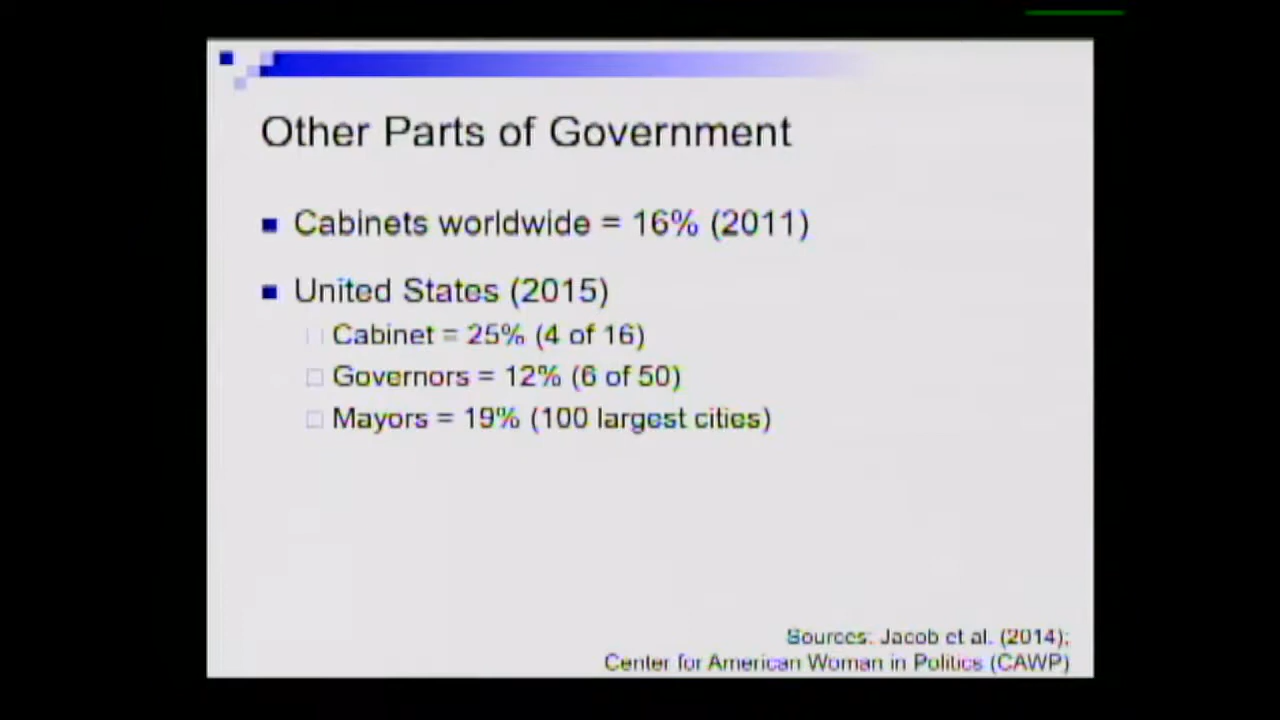 Other Parts of Government
Cabinets worldwide = 16% (2011)
United States (2015)
Cabinet = 25% (4 of 16)
Governors = 12% (6 of 50)
Mayors = 19% (100 largest cities)
Sources: Jacob et al. (2014);
Center for American Woman in Politics (CAWP)